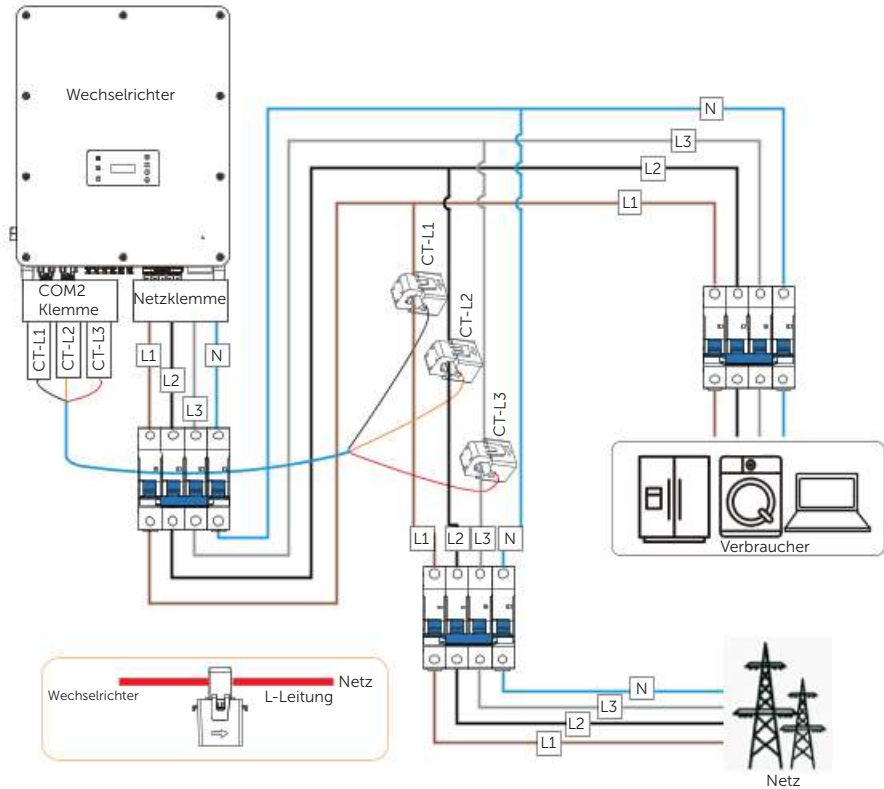 Wechselrichter
N
L3
L2
L1
CT-L1
CT-L2
CT-L3
COM2
Klemme
Netzklemme
CT-L1
CT-L2
CT-L3
L1
L2
L3
N
L1
L2
L3
N
Verbraucher
Wechselrichter
Netz
L-Leitung
N
L3
L2
L1
Netz